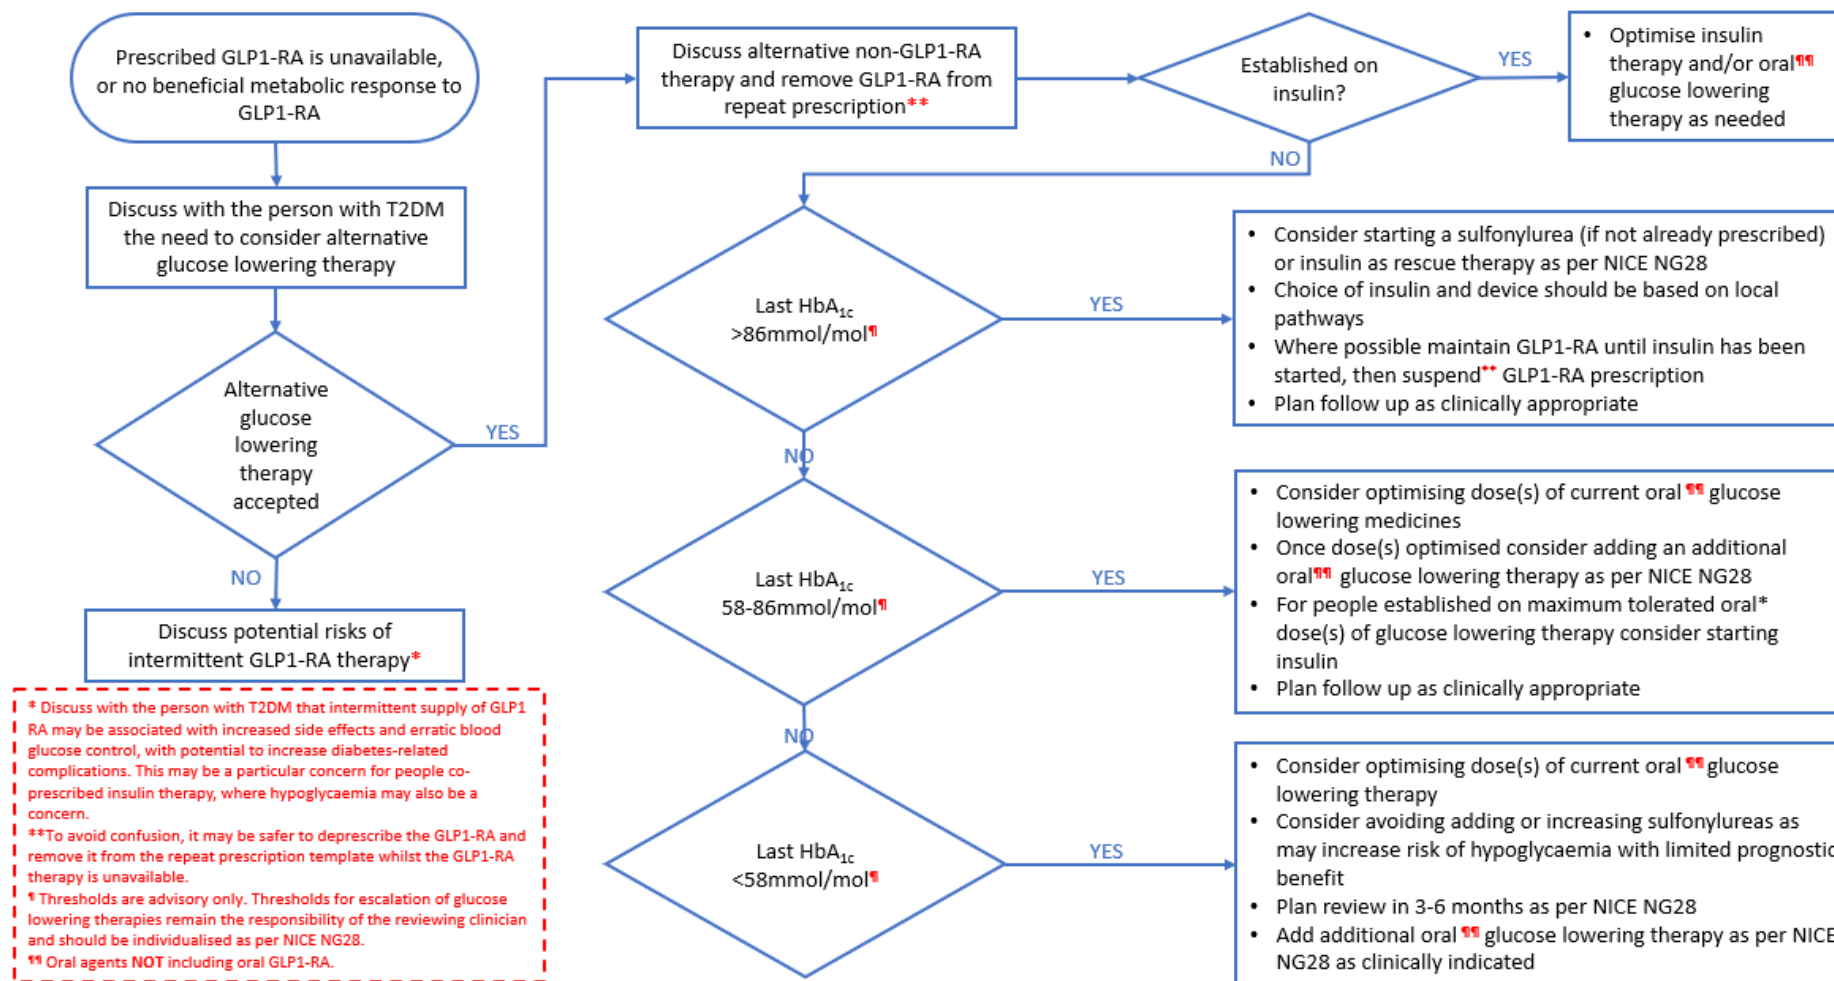 Prescribed GLP1-RA is unavailable,
or no beneficial metabolic response to
GLP1-RA
Discuss with the person with T2DM
the need to consider alternative
glucose lowering therapy
Alternative
glucose
lowering
therapy
accepted
YES
NO
Discuss potential risks of
intermittent GLP1-RA therapy*
* Discuss with the person with T2DM that intermittent supply of GLP1
RA may be associated with increased side effects and erratic blood
glucose control, with potential to increase diabetes-related
complications. This may be a particular concern for people co-
prescribed insulin therapy, where hypoglycaemia may also be a
concern.
**To avoid confusion, it may be safer to deprescribe the GLP1-RA and
remove it from the repeat prescription template whilst the GLP1-RA
therapy is unavailable.
¶ Thresholds are advisory only. Thresholds for escalation of glucose
lowering therapies remain the responsibility of the reviewing clinician
and should be individualised as per NICE NG28.
¶¶ Oral agents NOT including oral GLP1-RA.
Discuss alternative non-GLP1-RA
therapy and remove GLP1-RA from
repeat prescription**
Established on
insulin?
YES
• Optimise insulin
therapy and/or oral¶¶
glucose lowering
therapy as needed
NO
Last HbA1c
>86mmol/mol¶
YES
• Consider starting a sulfonylurea (if not already prescribed)
or insulin as rescue therapy as per NICE NG28
• Choice of insulin and device should be based on local
pathways
• Where possible maintain GLP1-RA until insulin has been
started, then suspend** GLP1-RA prescription
• Plan follow up as clinically appropriate
NO
Last HbA1c
58-86mmol/mol¶
YES
• Consider optimising dose(s) of current oral ¶¶ glucose
lowering medicines
• Once dose(s) optimised consider adding an additional
oral¶¶ glucose lowering therapy as per NICE NG28
• For people established on maximum tolerated oral*
dose(s) of glucose lowering therapy consider starting
insulin
• Plan follow up as clinically appropriate
NO
Last HbA1c
<58mmol/mol¶
YES
• Consider optimising dose(s) of current oral ¶¶ glucose
lowering therapy
• Consider avoiding adding or increasing sulfonylureas as
may increase risk of hypoglycaemia with limited prognostic
benefit
• Plan review in 3-6 months as per NICE NG28
• Add additional oral ¶¶ glucose lowering therapy as per NICE
NG28 as clinically indicated